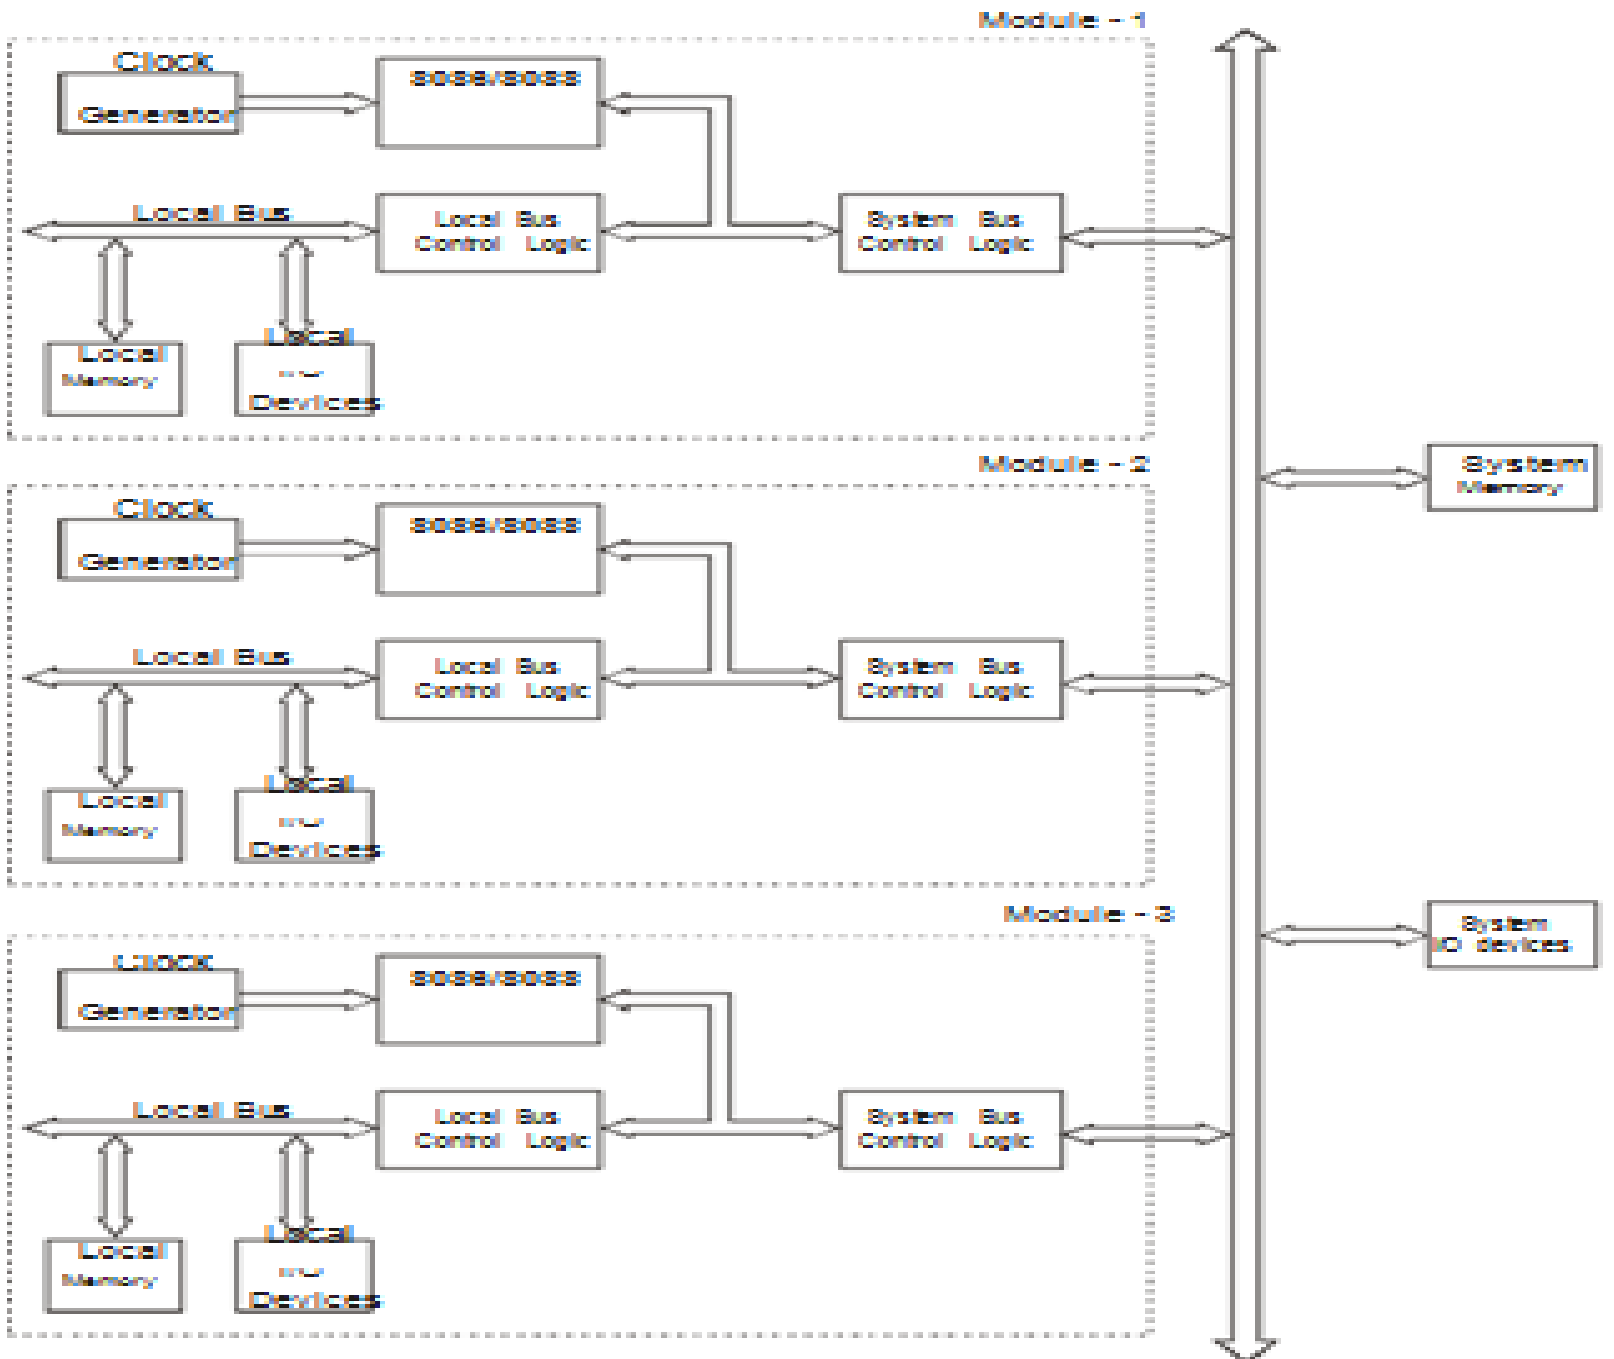 Module - 1
Clock
Generator
8086/8088
Local Bus
Local Bus
Control Logic
System Bus
Control Logic
Local
Memory
Local
I/O
Devices
Module - 2
Clock
Generator
8086/8088
Local Bus
Local Bus
Control Logic
System Bus
Control Logic
Local
Memory
Local
I/O
Devices
System
Memory
Module - 3
Clock
Generator
8086/8088
Local Bus
Local Bus
Control Logic
System Bus
Control Logic
Local
Memory
Local
I/O
Devices
System
IO devices